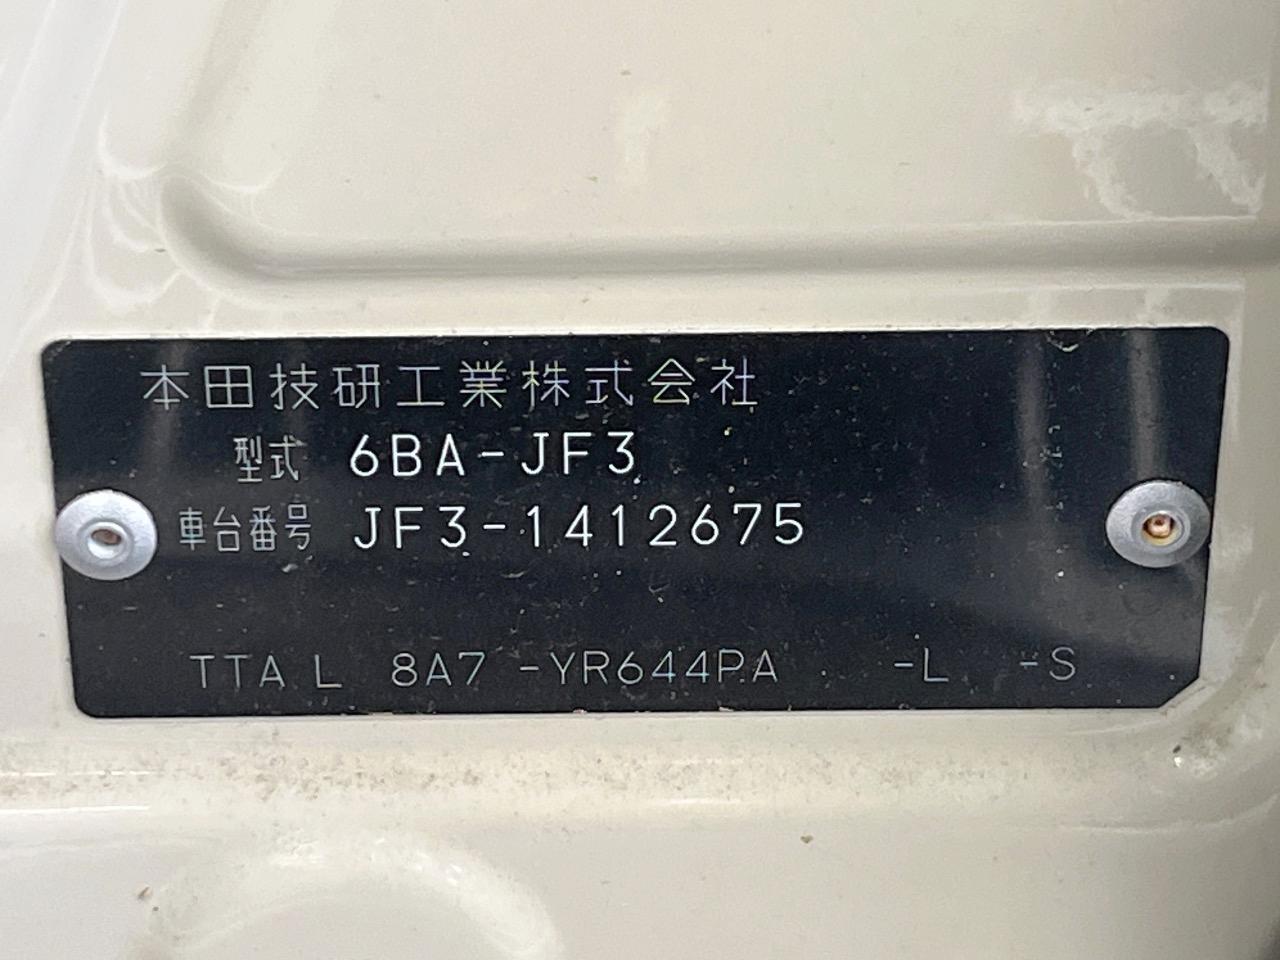 本田技研工業株式会社
型式 6BA-JF3
車台番号 JF3-1412675
TTA L 8A7 -YR644PA -L -S